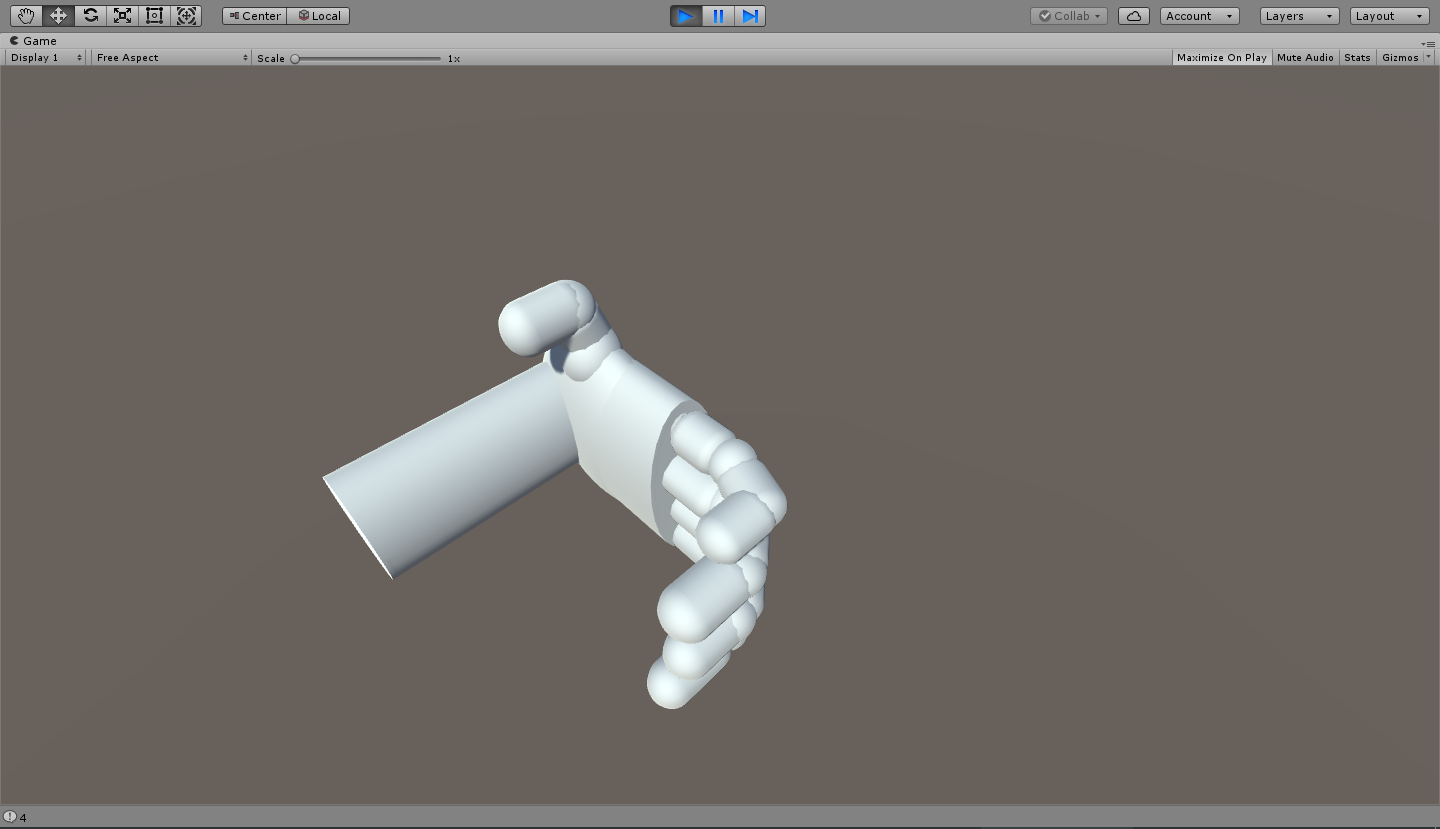 Center Local Collab Account Layers Layout
Game
Display 1 Free Aspect Scale 1x Maximize On Play Mute Audio Stats Gizmos
4